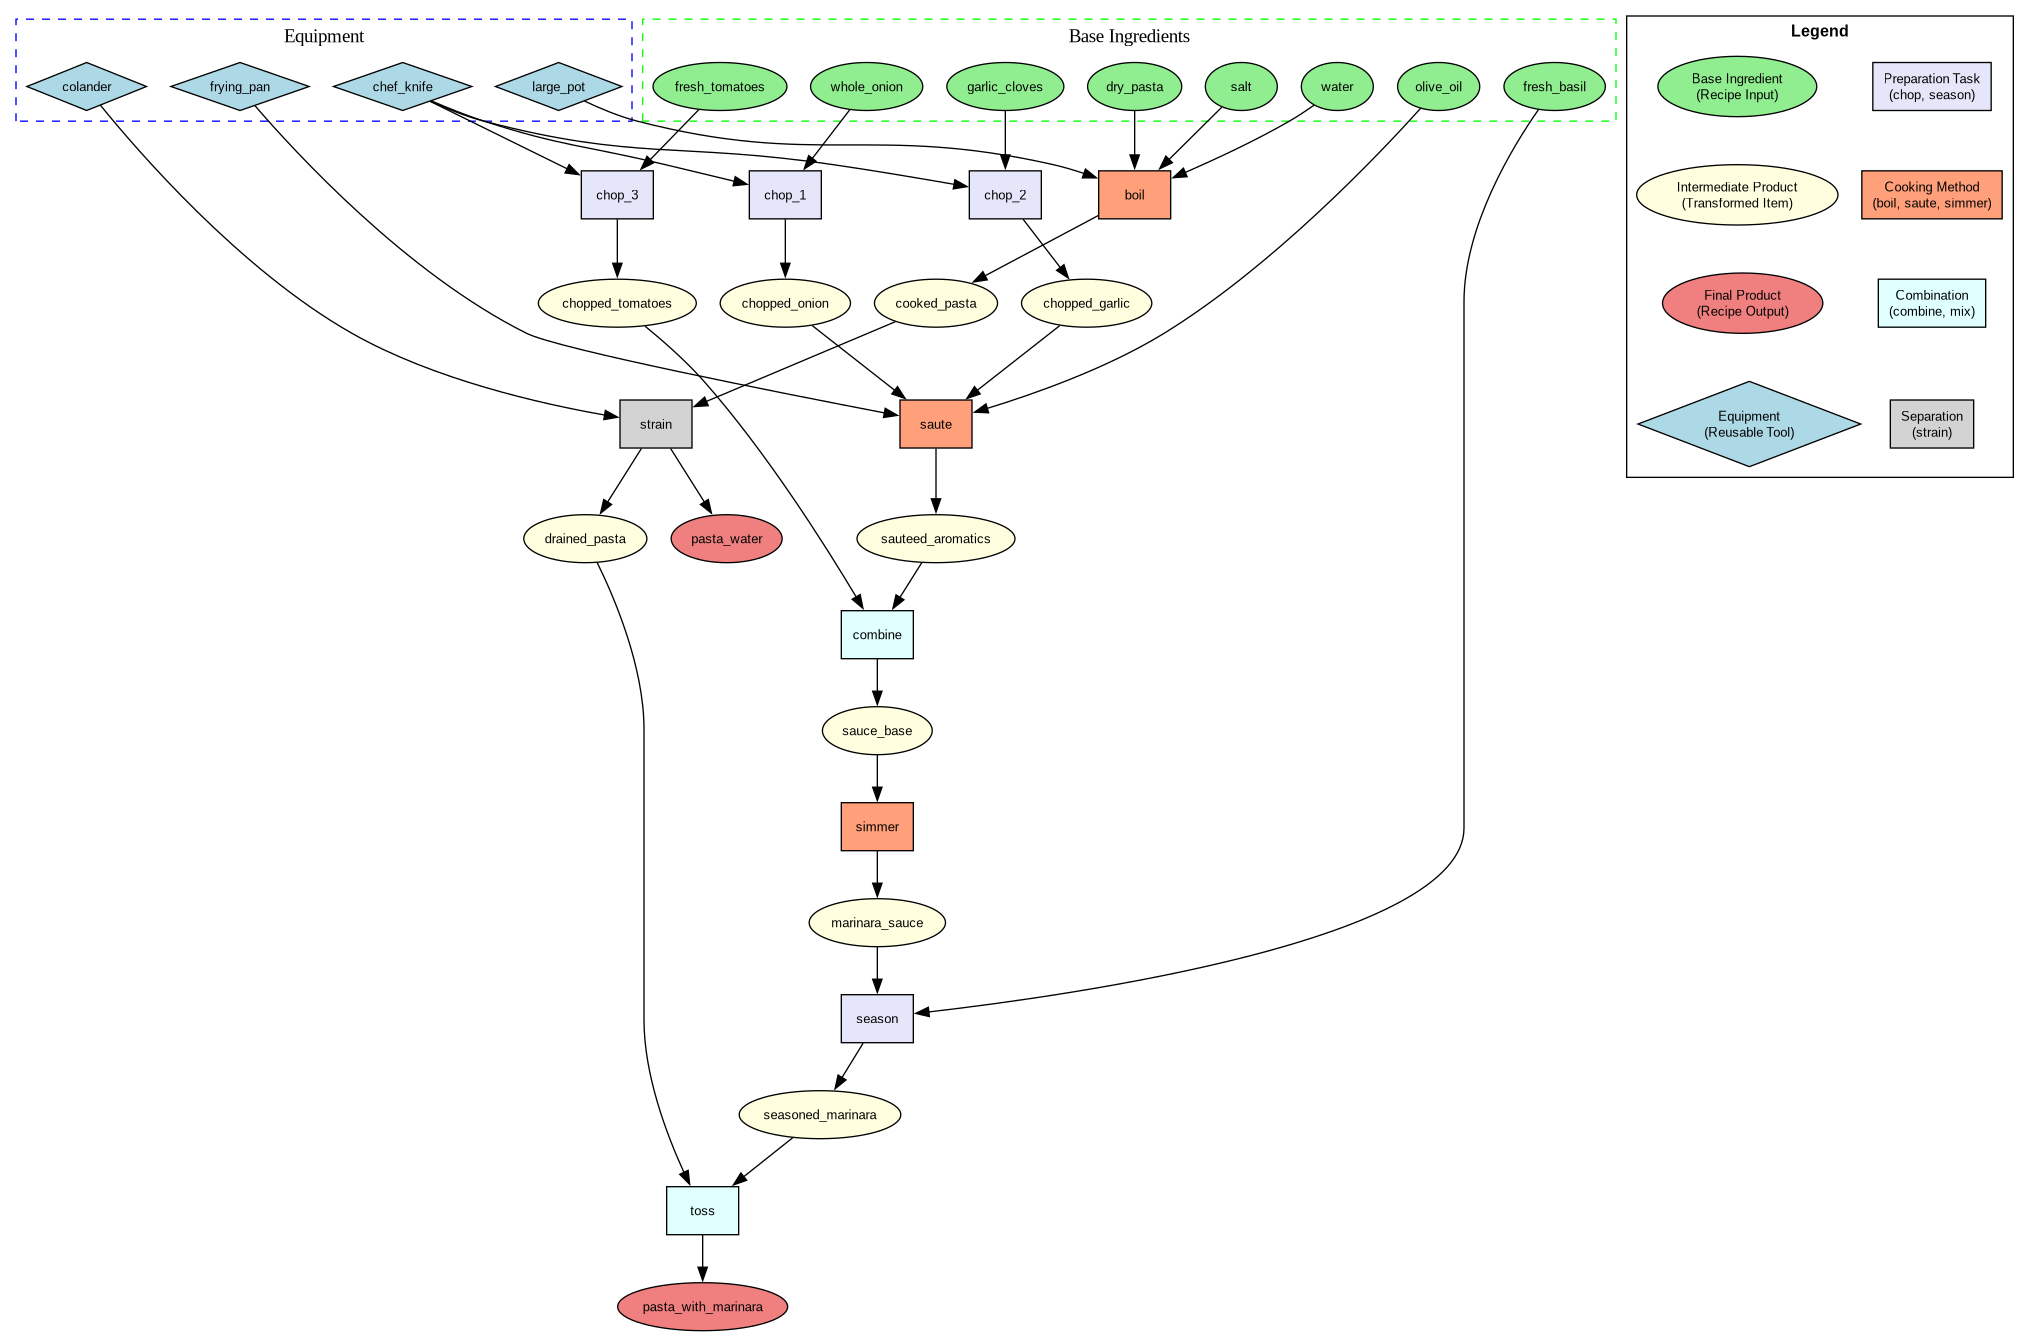 Equipment
Base Ingredients
Legend
colander
frying_pan
chef_knife
large_pot
fresh_tomatoes
whole_onion
garlic_cloves
dry_pasta
salt
water
olive_oil
fresh_basil
Base Ingredient
(Recipe Input)
Preparation Task
(chop, season)
chop_3
chop_1
chop_2
boil
Intermediate Product
(Transformed Item)
Cooking Method
(boil, saute, simmer)
chopped_tomatoes
chopped_onion
cooked_pasta
chopped_garlic
Final Product
(Recipe Output)
Combination
(combine, mix)
strain
saute
Equipment
(Reusable Tool)
Separation
(strain)
drained_pasta
pasta_water
sauteed_aromatics
combine
sauce_base
simmer
marinara_sauce
season
seasoned_marinara
toss
pasta_with_marinara